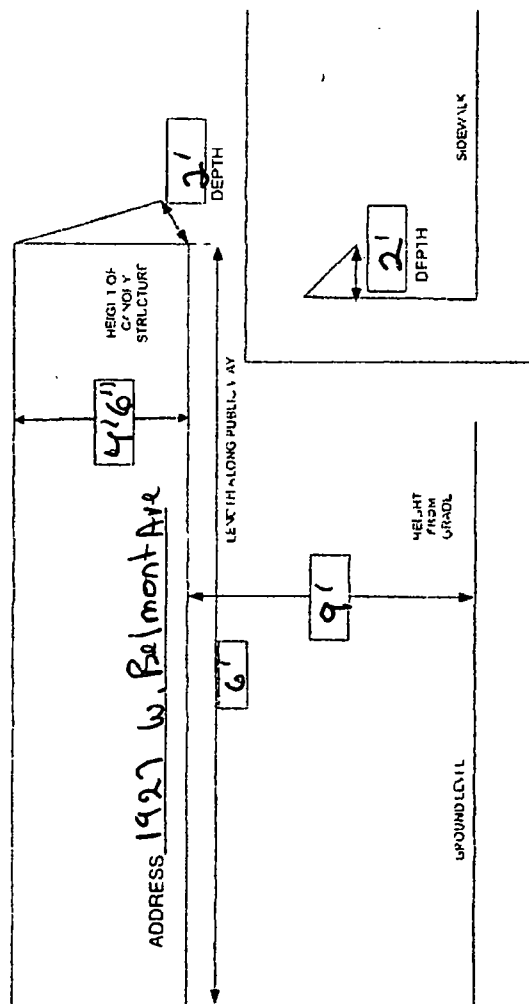 2'
DEPTH
HEIGHT OF
CANOPY
STRUCTURE
4'6"
ADDRESS 1927 W. Belmont Ave
LENGTH ALONG PUBLIC WAY
6'
9'
HEIGHT
FROM
GRADE
GROUND LEVEL
2'
DEPTH
SIDEWALK